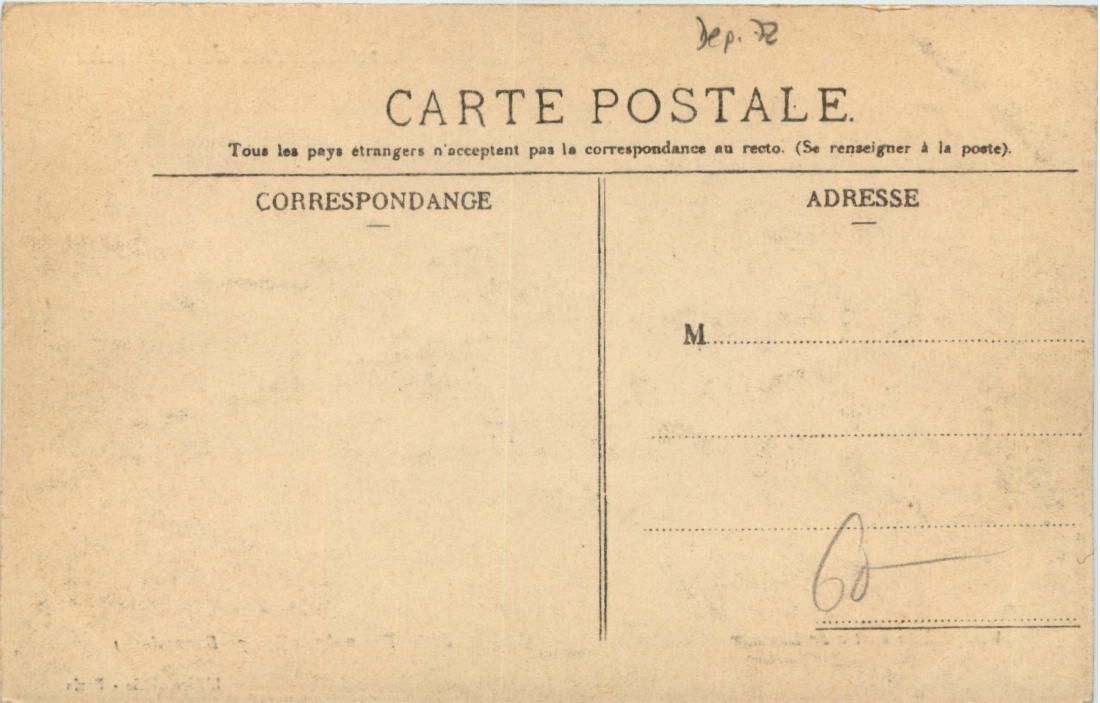 Dep. 72
CARTE POSTALE.
Tous les pays étrangers n'acceptent pas la correspondance au recto. (Se renseigner à la poste).
CORRESPONDANCE
ADRESSE
M
60